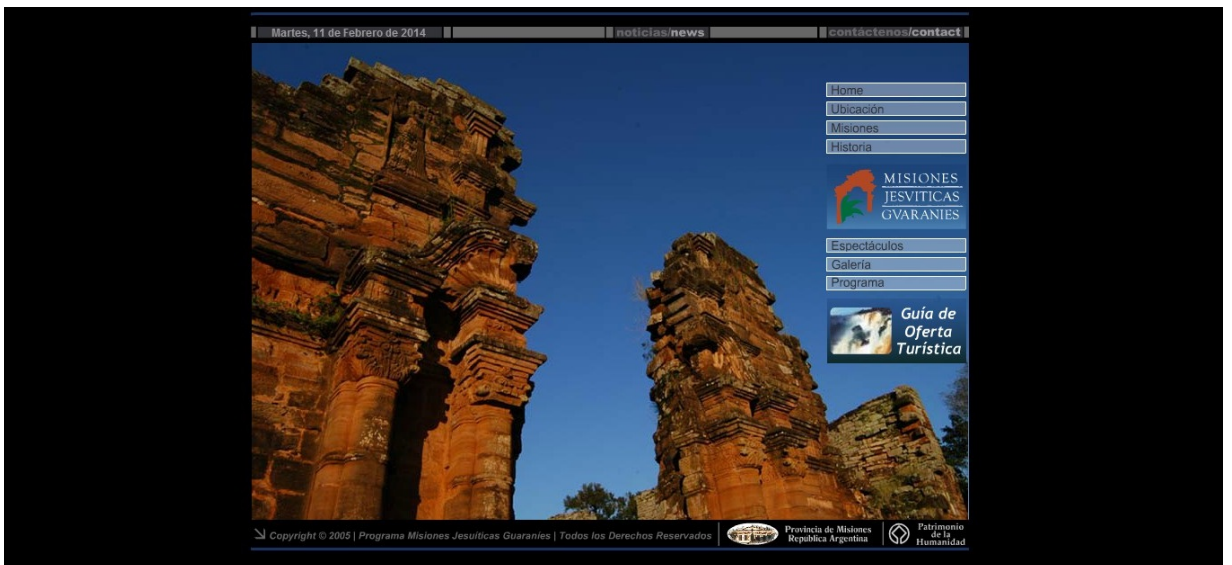 Martes, 11 de Febrero de 2014
noticias/news
contáctenos/contact
Home
Ubicación
Misiones
Historia
MISIONES
JESVITICAS
GVARANIES
Espectáculos
Galería
Programa
Guía de
Oferta
Turística
Copyright © 2005 | Programa Misiones Jesuíticas Guaranies | Todos los Derechos Reservados
Provincia de Misiones
República Argentina
Patrimonio
de la
Humanidad